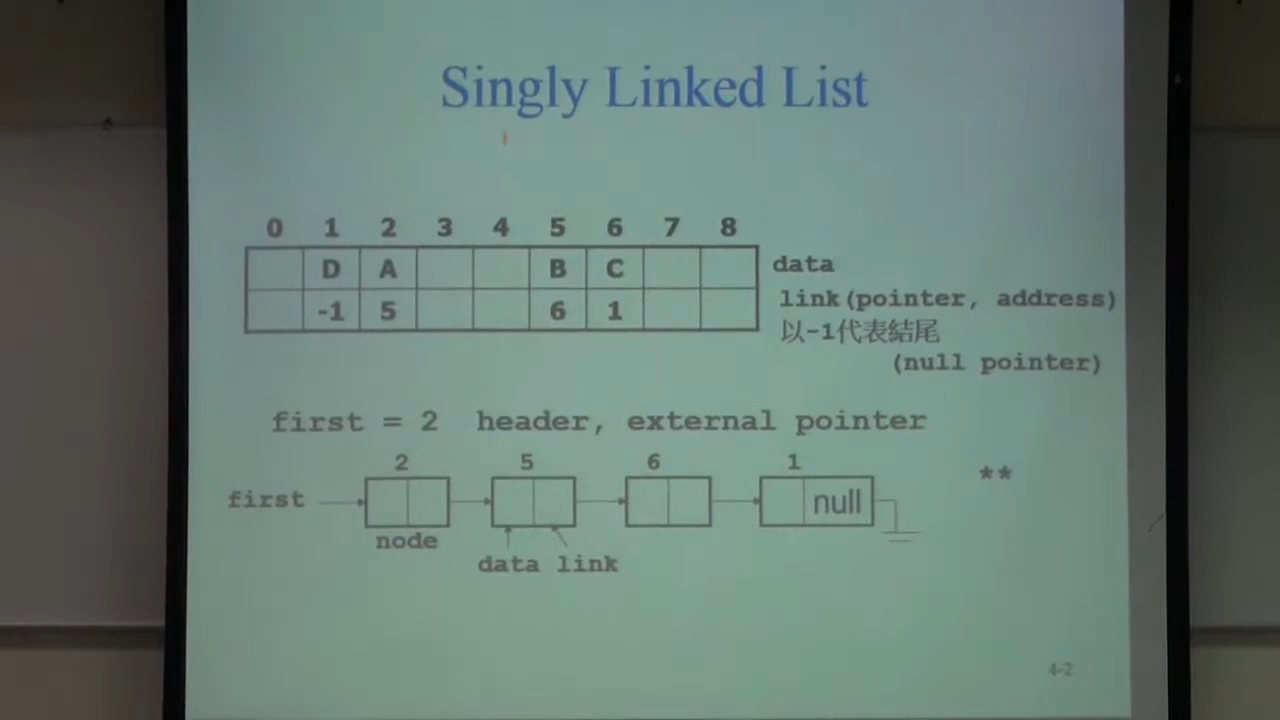 Singly Linked List
0 1 2 3 4 5 6 7 8
D A B C data
-1 5 6 1 link(pointer, address)
以-1代表結尾
(null pointer)
first = 2 header, external pointer
2 5 6 1
first null **
node
data link
4-2